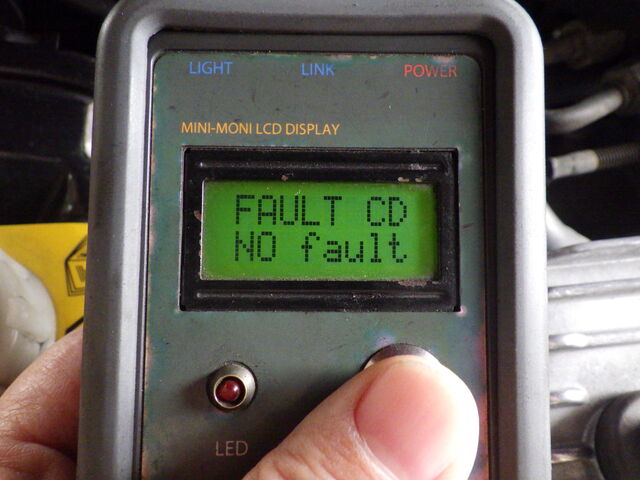 LIGHT LINK POWER
MINI-MONI LCD DISPLAY
FAULT CD
NO fault
LED